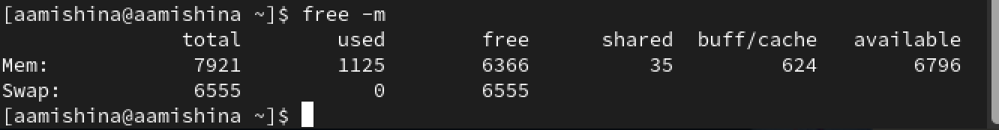 [aamishina@aamishina ~]$ free -m
total used free shared buff/cache available
Mem: 7921 1125 6366 35 624 6796
Swap: 6555 0 6555
[aamishina@aamishina ~]$